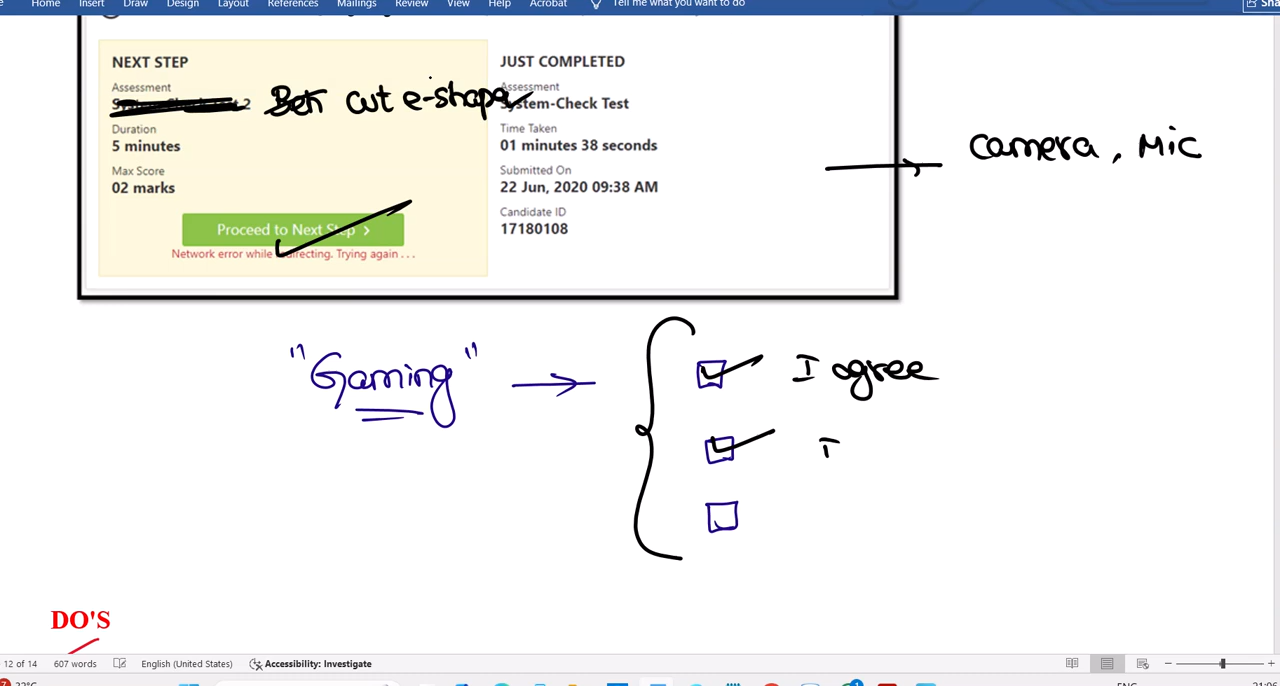 Home Insert Draw Design Layout References Mailings Review View Help Acrobat Tell me what you want to do Sha
NEXT STEP
Assessment
2 cut e-shape
Duration
5 minutes
Max Score
02 marks
Proceed to Next Step >
Network error while redirecting. Trying again . . .
JUST COMPLETED
Assessment
System-Check Test
Time Taken
01 minutes 38 seconds
Submitted On
22 Jun, 2020 09:38 AM
Candidate ID
17180108
camera, Mic
"Gaming"
I agree
I
DO'S
12 of 14 607 words English (United States) Accessibility: Investigate